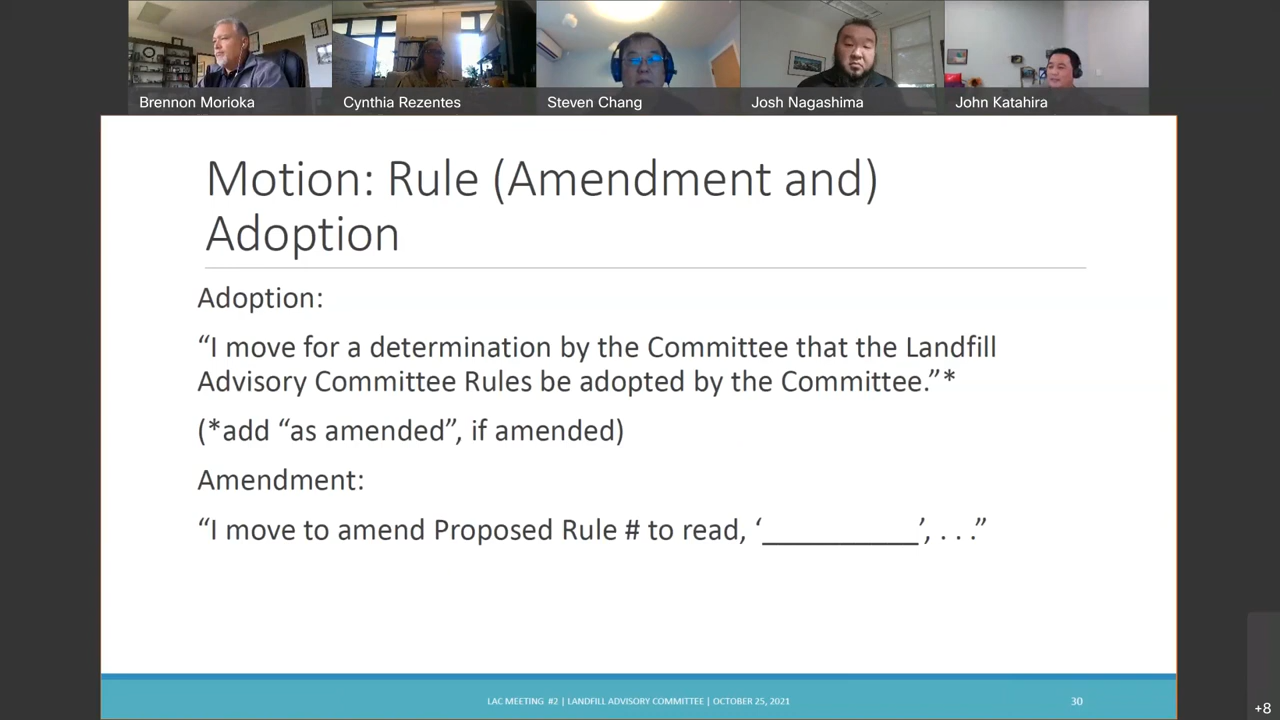 Brennon Morioka
Cynthia Rezentes
Steven Chang
Josh Nagashima
John Katahira
Motion: Rule (Amendment and)
Adoption
Adoption:
“I move for a determination by the Committee that the Landfill
Advisory Committee Rules be adopted by the Committee.”*
(*add “as amended”, if amended)
Amendment:
“I move to amend Proposed Rule # to read, ‘___________’, . . .”
LAC MEETING #2 | LANDFILL ADVISORY COMMITTEE | OCTOBER 25, 2021
30
+8